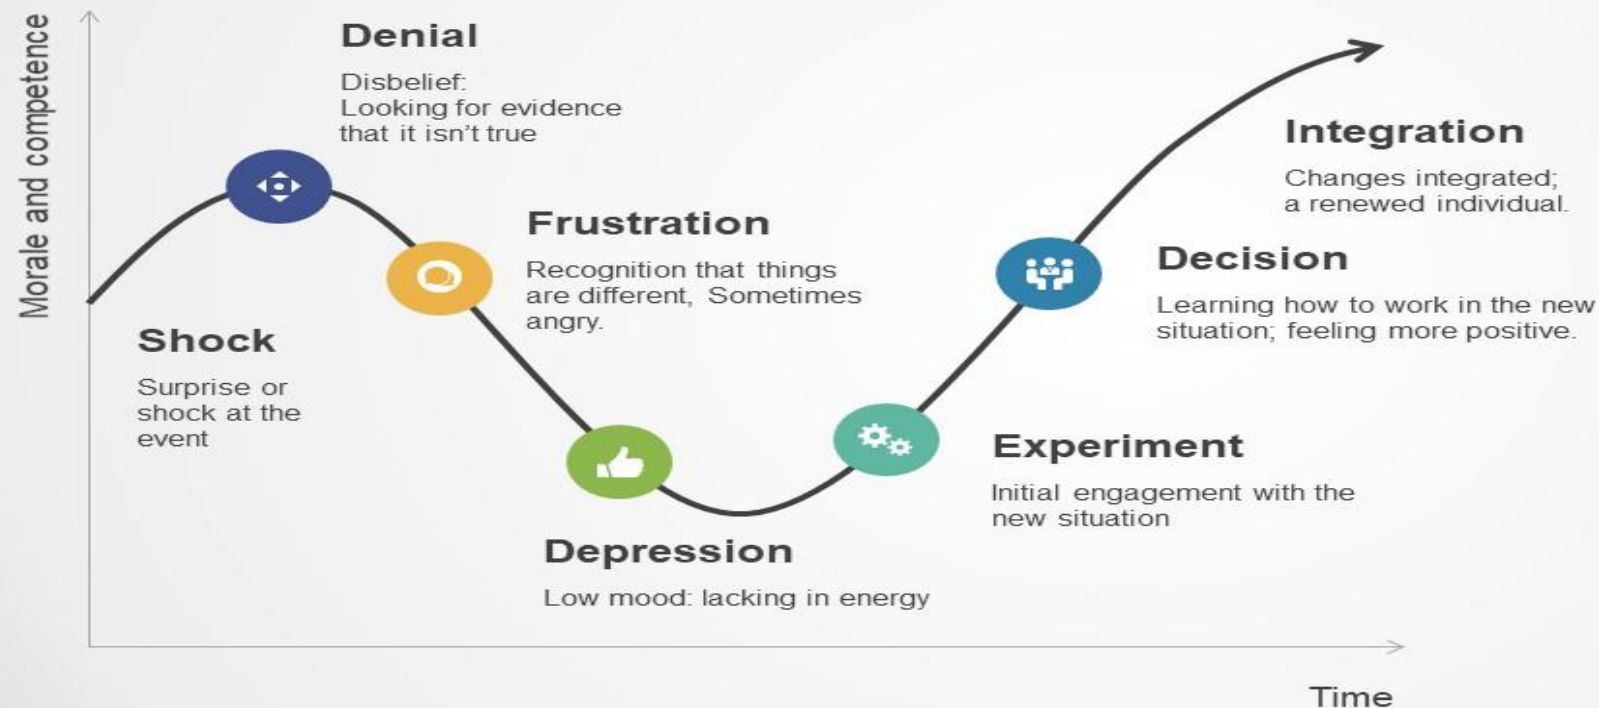 Morale and competence
Denial
Disbelief:
Looking for evidence
that it isn't true
Shock
Surprise or
shock at the
event
Frustration
Recognition that things
are different, Sometimes
angry.
Depression
Low mood: lacking in energy
Experiment
Initial engagement with the
new situation
Decision
Learning how to work in the new
situation; feeling more positive.
Integration
Changes integrated;
a renewed individual.
Time